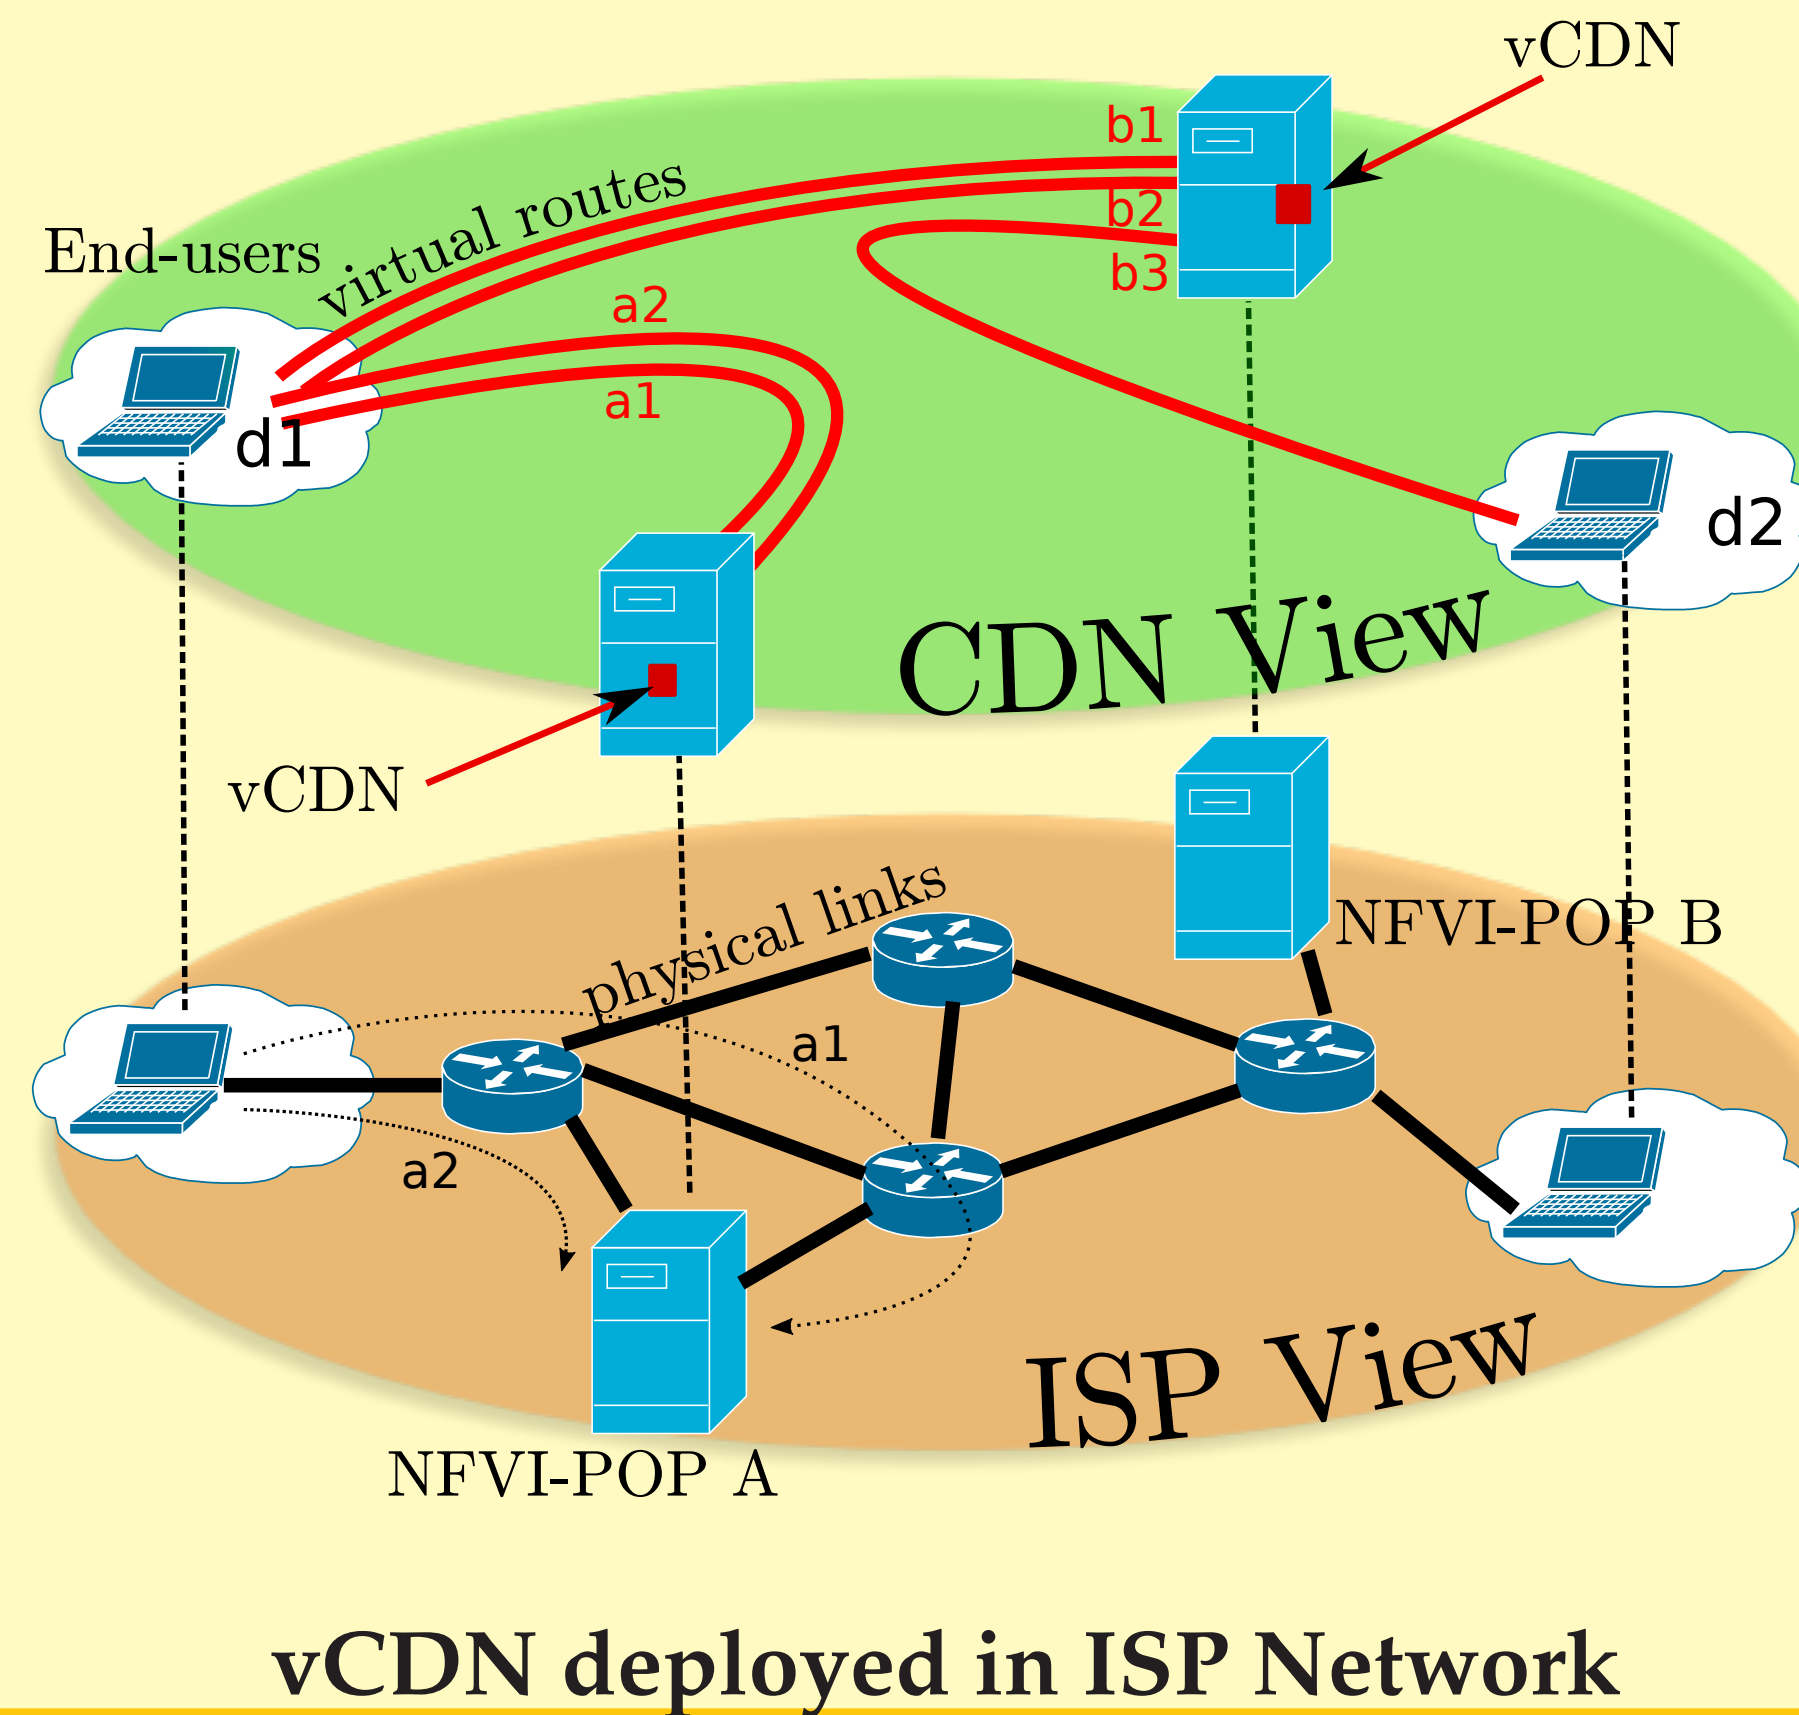 vCDN
b1
virtual routes
b2
End-users
b3
a2
a1
d1
d2
CDN View
vCDN
physical links
NFVI-POP B
a1
a2
ISP View
NFVI-POP A
vCDN deployed in ISP Network